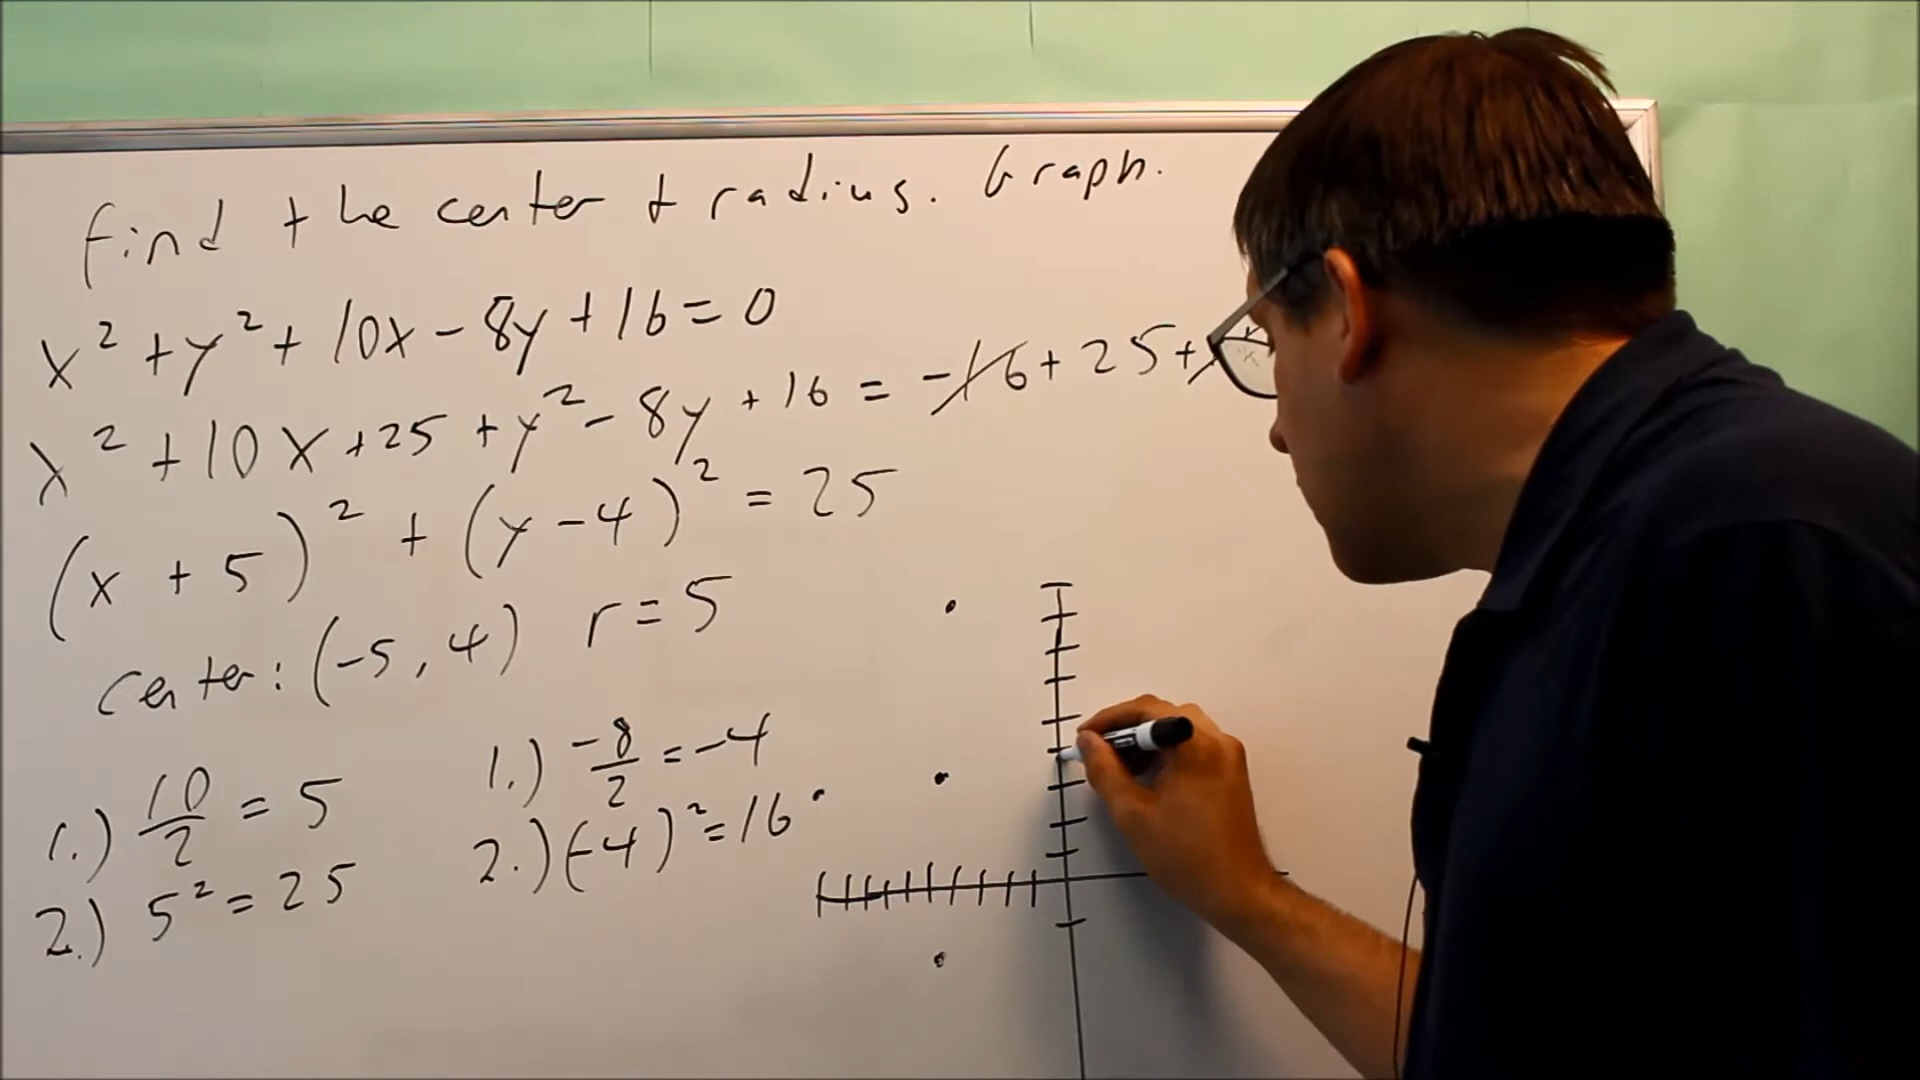 Find the center + radius. Graph.
x² + y² + 10x - 8y + 16 = 0
x² + 10x + 25 + y² - 8y + 16 = -16 + 25 +
(x + 5)² + (y - 4)² = 25
center: (-5, 4) r = 5
1.) 10/2 = 5
2.) 5² = 25
1.) -8/2 = -4
2.) (-4)² = 16